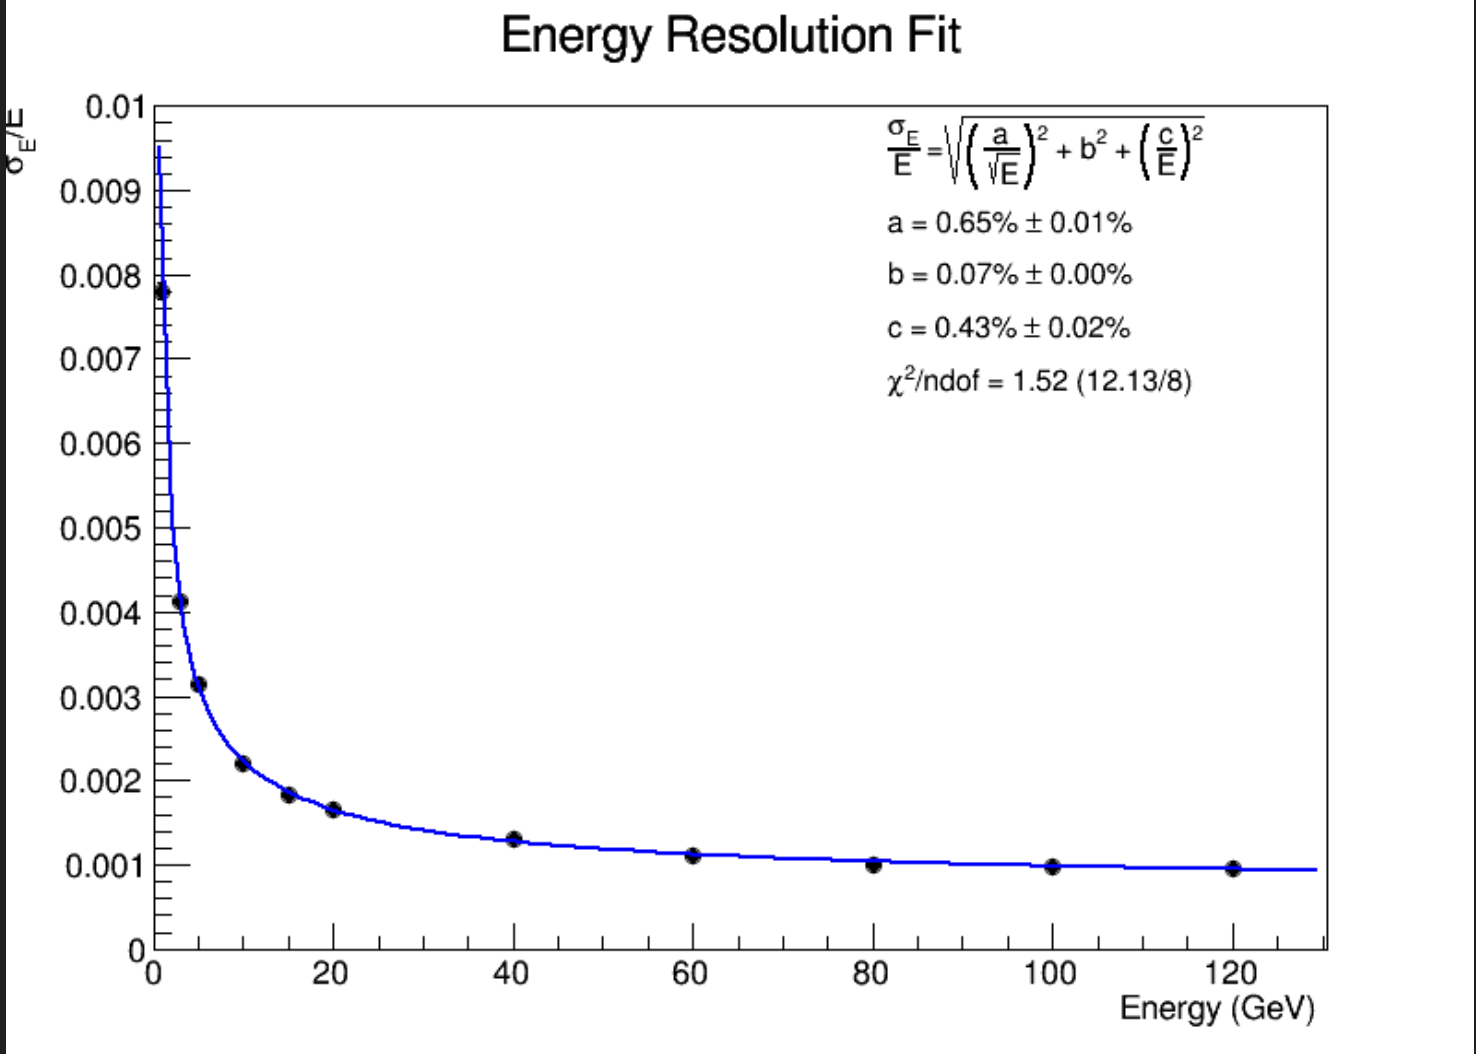 Energy Resolution Fit
σ_E/E
0.01
0.009
0.008
0.007
0.006
0.005
0.004
0.003
0.002
0.001
0
σ_E/E = √((a/√E)² + b² + (c/E)²)
a = 0.65% ± 0.01%
b = 0.07% ± 0.00%
c = 0.43% ± 0.02%
χ²/ndof = 1.52 (12.13/8)
0 20 40 60 80 100 120
Energy (GeV)